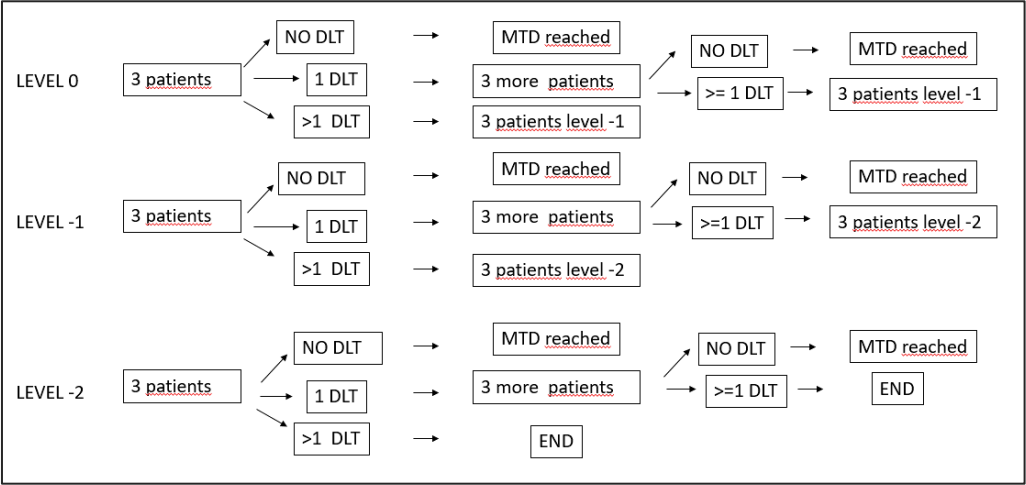 NO DLT
MTD reached
NO DLT
MTD reached
LEVEL 0
3 patients
1 DLT
3 more  patients
>= 1 DLT
3 patients level -1
>1  DLT
3 patients level -1
NO DLT
MTD reached
NO DLT
MTD reached
LEVEL -1
3 patients
1 DLT
3 more  patients
>=1 DLT
3 patients level -2
>1  DLT
3 patients level -2
NO DLT
MTD reached
NO DLT
MTD reached
LEVEL -2
3 patients
1 DLT
3 more  patients
>=1 DLT
END
>1  DLT
END